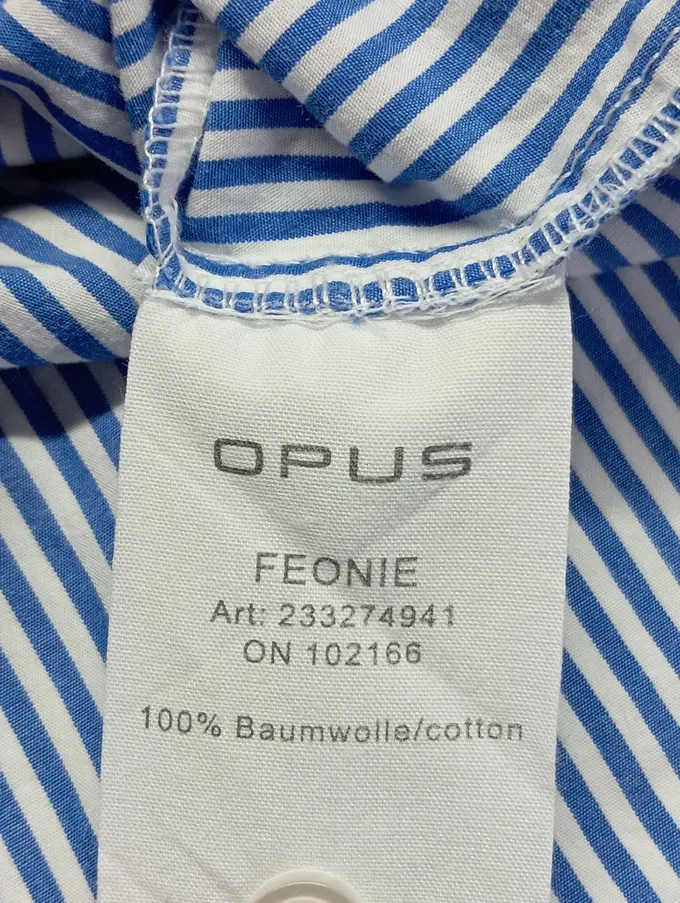 OPUS
FEONIE
Art: 233274941
ON 102166
100% Baumwolle/cotton